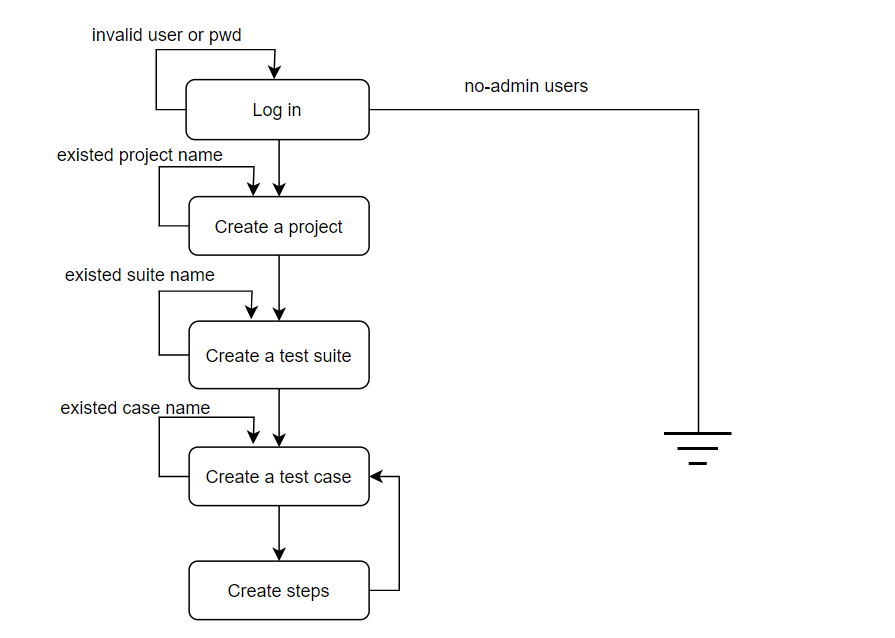 invalid user or pwd
no-admin users
Log in
existed project name
Create a project
existed suite name
Create a test suite
existed case name
Create a test case
Create steps